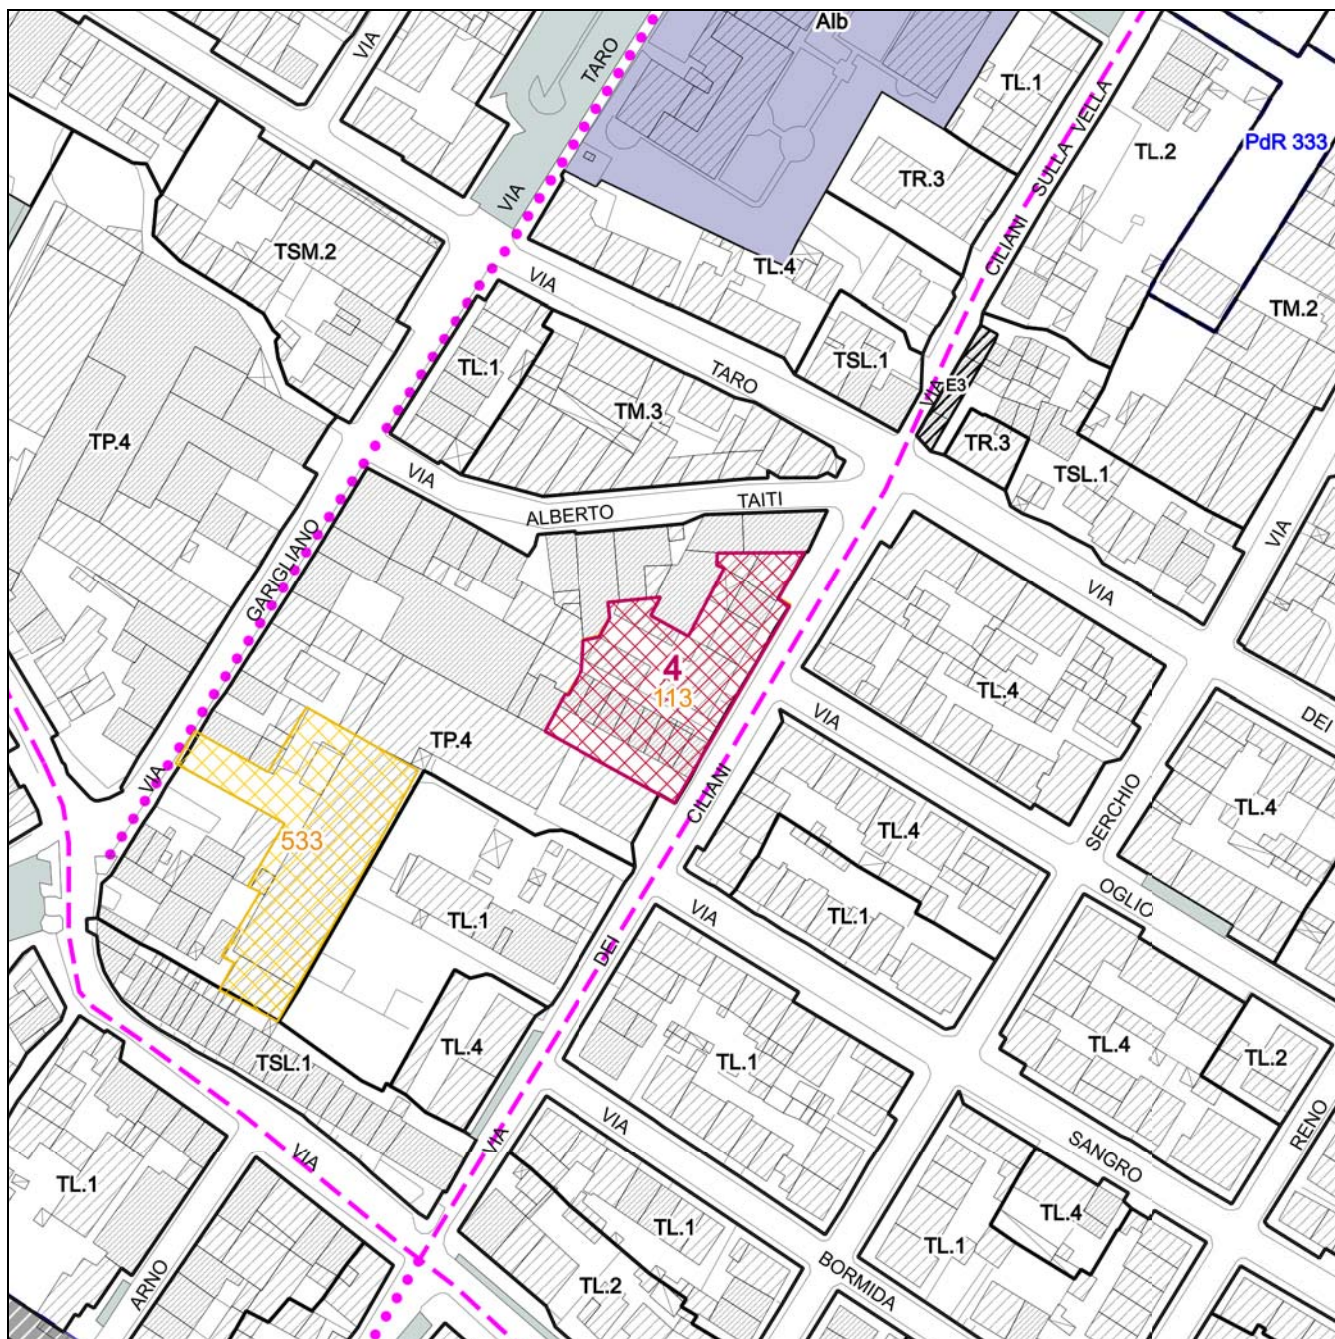 Alb
VIA
TARO
TL.1
CILIANI SULLA VELLA
TL.2
PdR 333
TR.3
VIA
TSM.2
TL.4
VIA
TM.2
TL.1
TARO
TSL.1
VIA
E3
TM.3
TP.4
TR.3
TSL.1
VIA
ALBERTO
TAITI
VIA
GARIGLIANO
VIA
4
113
TL.4
DEI
VIA
TP.4
VIA
CILIANI
533
TL.4
SERCHIO
TL.4
OGLIO
TL.1
VIA
TL.1
DEI
TL.4
TSL.1
TL.1
TL.4
TL.2
VIA
VIA
VIA
SANGRO
RENO
TL.1
TL.1
TL.4
TL.1
ARNO
TL.2
BORMIDA